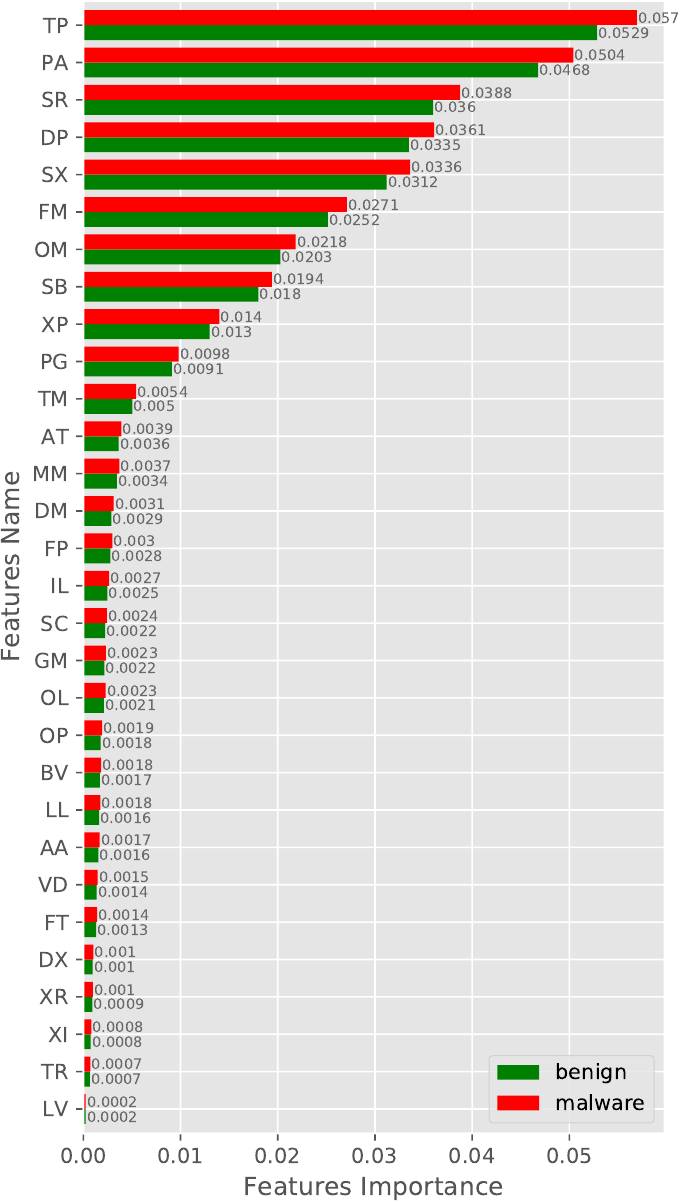 TP
0.057
0.0529
PA
0.0504
0.0468
SR
0.0388
0.036
DP
0.0361
0.0335
SX
0.0336
0.0312
FM
0.0271
0.0252
OM
0.0218
0.0203
SB
0.0194
0.018
XP
0.014
0.013
PG
0.0098
0.0091
TM
0.0054
0.005
AT
0.0039
0.0036
MM
0.0037
0.0034
DM
0.0031
0.0029
FP
0.003
0.0028
IL
0.0027
0.0025
SC
0.0024
0.0022
GM
0.0023
0.0022
OL
0.0023
0.0021
OP
0.0019
0.0018
BV
0.0018
0.0017
LL
0.0018
0.0016
AA
0.0017
0.0016
VD
0.0015
0.0014
FT
0.0014
0.0013
DX
0.001
0.001
XR
0.001
0.0009
XI
0.0008
0.0008
TR
0.0007
0.0007
LV
0.0002
0.0002
Features Name
benign
malware
0.00 0.01 0.02 0.03 0.04 0.05
Features Importance